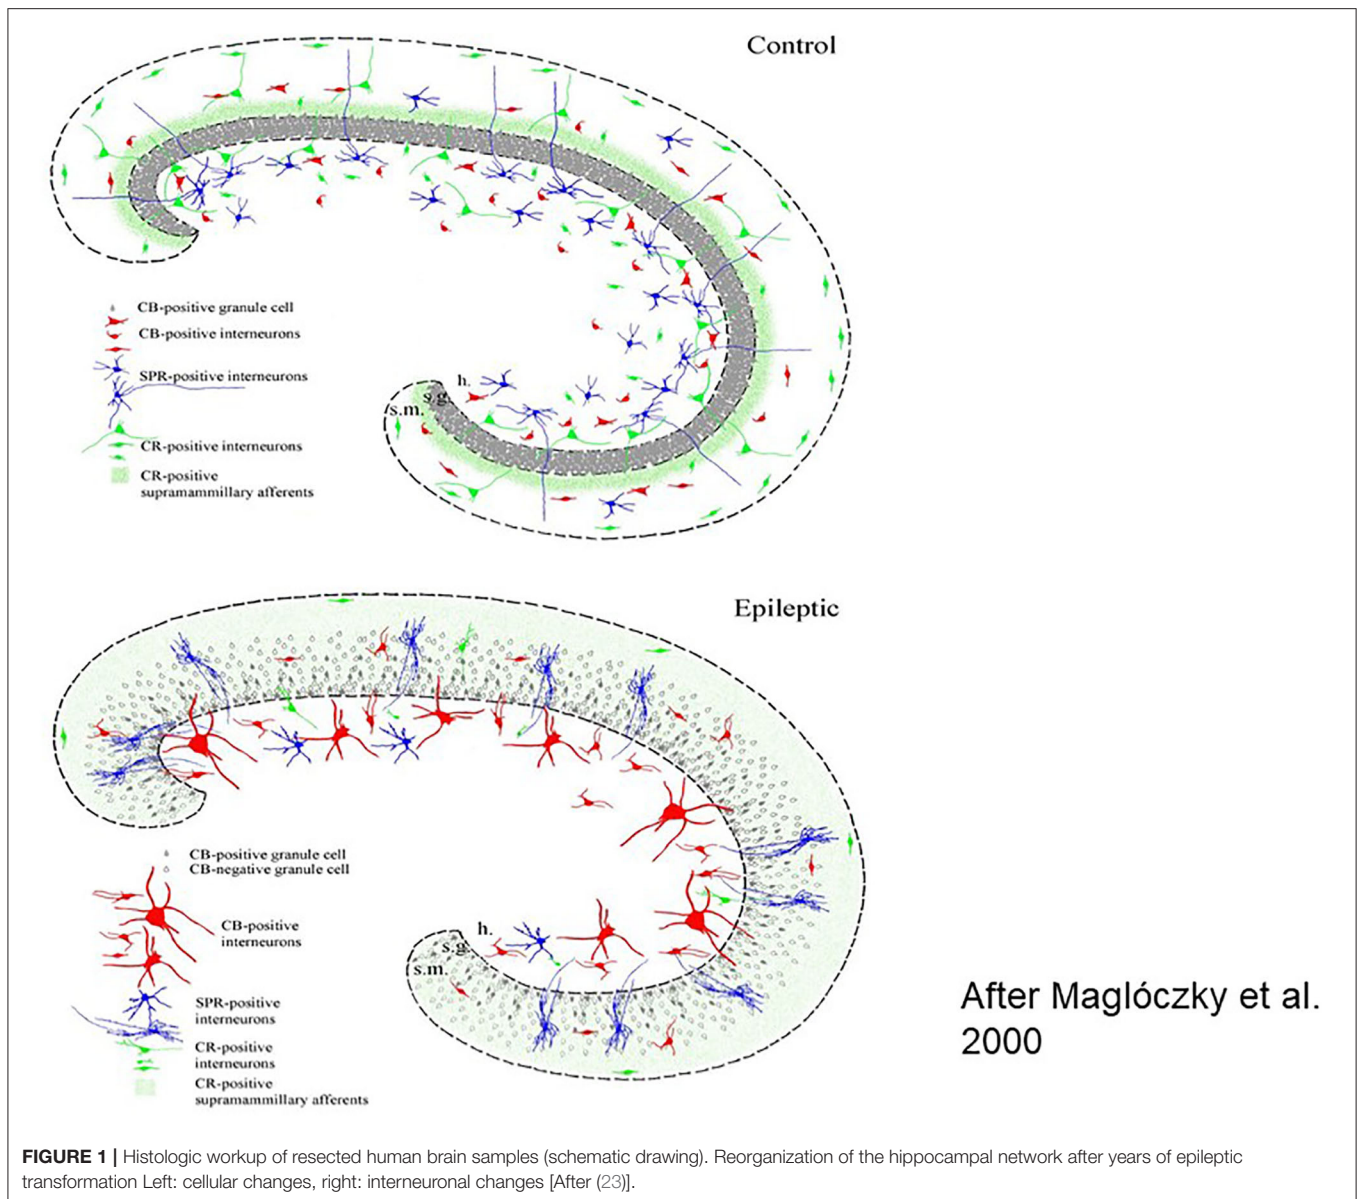 Control
CB-positive granule cell
CB-positive interneurons
SPR-positive interneurons
CR-positive interneurons
CR-positive
supramammillary afferents
h.
s.g.
s.m.
Epileptic
CB-positive granule cell
CB-negative granule cell
CB-positive
interneurons
SPR-positive
interneurons
CR-positive
interneurons
CR-positive
supramammillary afferents
h.
s.g.
s.m.
After Maglóczky et al.
2000
FIGURE 1 | Histologic workup of resected human brain samples (schematic drawing). Reorganization of the hippocampal network after years of epileptic
transformation Left: cellular changes, right: interneuronal changes [After (23)].